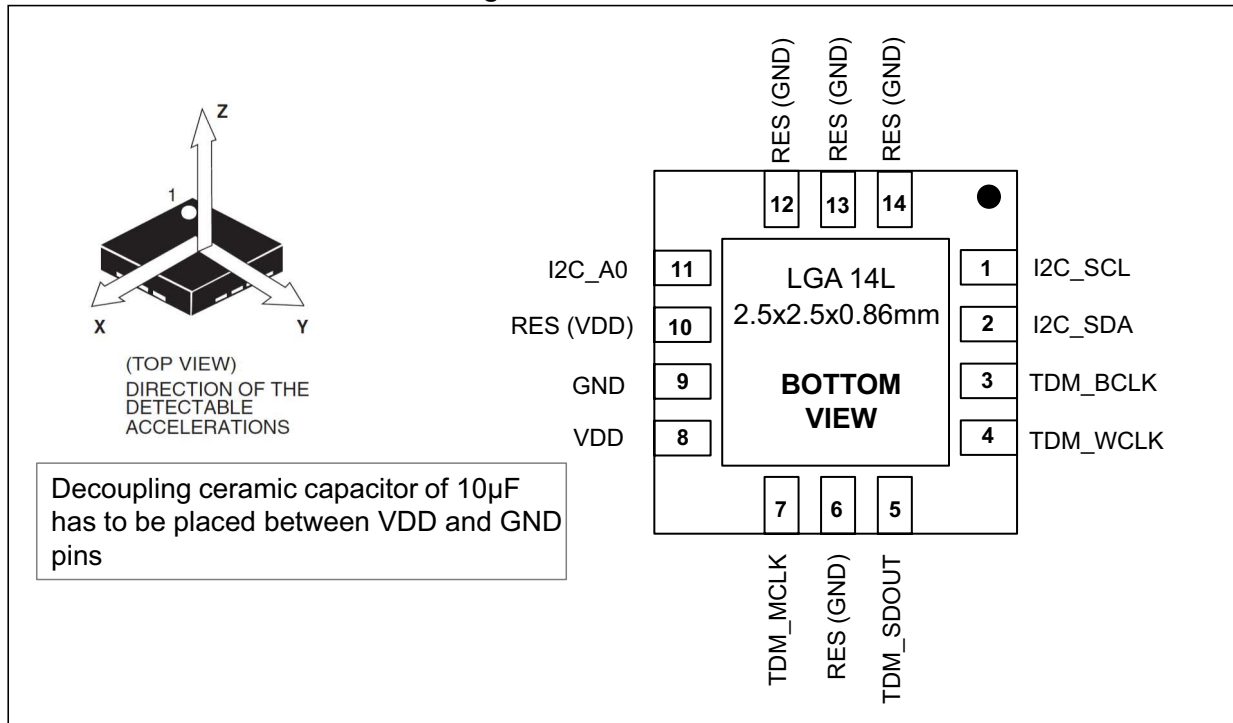 Z
1
X
Y
(TOP VIEW)
DIRECTION OF THE
DETECTABLE
ACCELERATIONS
Decoupling ceramic capacitor of 10µF
has to be placed between VDD and GND
pins
RES (GND)
RES (GND)
RES (GND)
12
13
14
I2C_A0
11
RES (VDD)
10
GND
9
VDD
8
LGA 14L
2.5x2.5x0.86mm
BOTTOM
VIEW
1
I2C_SCL
2
I2C_SDA
3
TDM_BCLK
4
TDM_WCLK
7
6
5
TDM_MCLK
RES (GND)
TDM_SDOUT